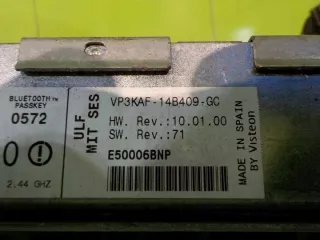 BLUETOOTH™
PASSKEY
0572
0 !
2.44 GHZ
ULF
MIT SES
VP3KAF-14B409-GC
HW. Rev.:10.01.00
SW. Rev.:71
E50006BNP
MADE IN SPAIN
BY Visteon